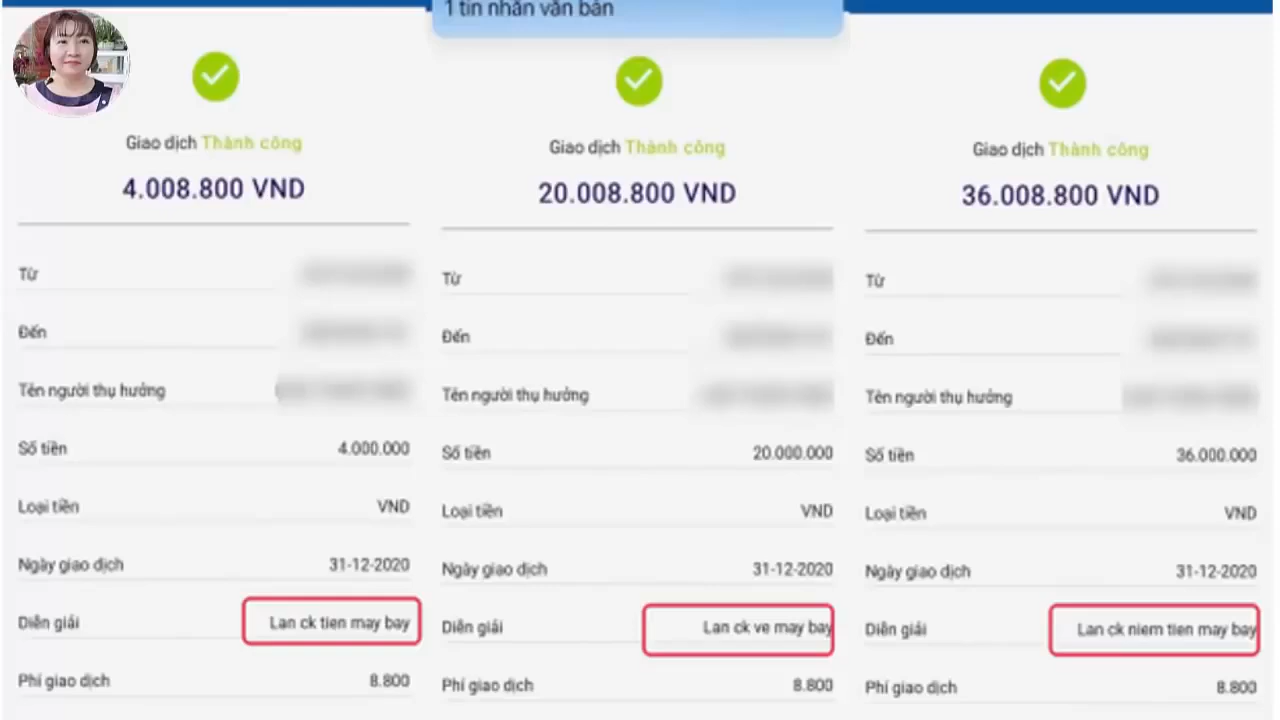 Giao dịch Thành công
4.008.800 VND
Từ
Đến
Tên người thụ hưởng
Số tiền 4.000.000
Loại tiền VND
Ngày giao dịch 31-12-2020
Diễn giải Lan ck tien may bay
Phí giao dịch 8.800
1 tin nhắn văn bản
Giao dịch Thành công
20.008.800 VND
Từ
Đến
Tên người thụ hưởng
Số tiền 20.000.000
Loại tiền VND
Ngày giao dịch 31-12-2020
Diễn giải Lan ck ve may bay
Phí giao dịch 8.800
Giao dịch Thành công
36.008.800 VND
Từ
Đến
Tên người thụ hưởng
Số tiền 36.000.000
Loại tiền VND
Ngày giao dịch 31-12-2020
Diễn giải Lan ck niem tien may bay
Phí giao dịch 8.800